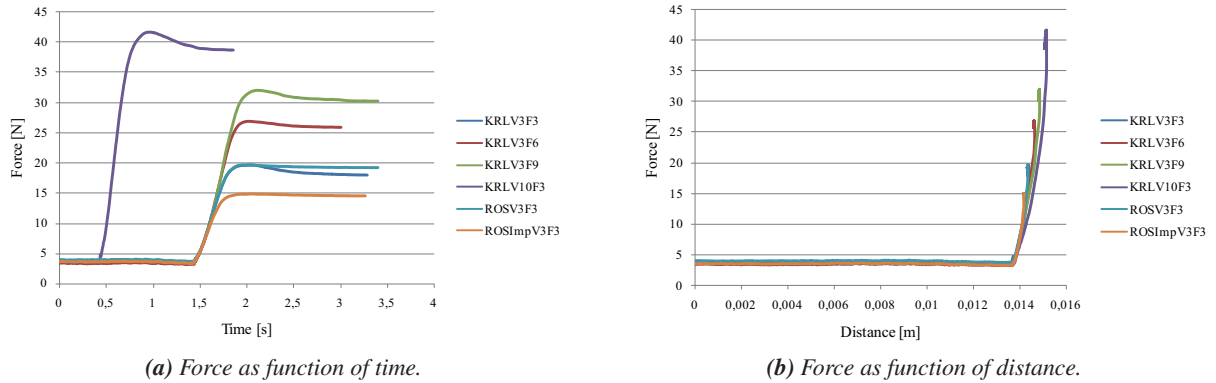 45
40
35
30
25
20
15
10
5
0
Force [N]
0 0,5 1 1,5 2 2,5 3 3,5 4
Time [s]
KRLV3F3
KRLV3F6
KRLV3F9
KRLV10F3
ROSV3F3
ROSImpV3F3
(a) Force as function of time.
45
40
35
30
25
20
15
10
5
0
Force [N]
0 0,002 0,004 0,006 0,008 0,01 0,012 0,014 0,016
Distance [m]
KRLV3F3
KRLV3F6
KRLV3F9
KRLV10F3
ROSV3F3
ROSImpV3F3
(b) Force as function of distance.